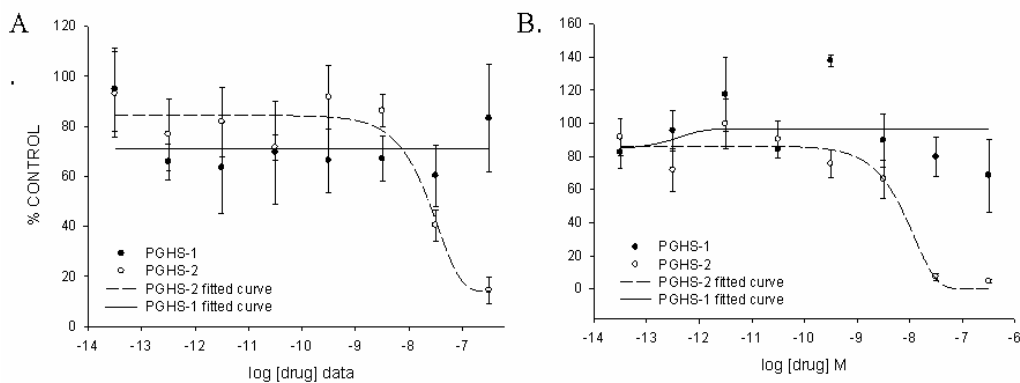 A
.
% CONTROL
120
100
80
60
40
20
0
PGHS-1
PGHS-2
PGHS-2 fitted curve
PGHS-1 fitted curve
-14 -13 -12 -11 -10 -9 -8 -7
log [drug] data
B.
160
140
120
100
80
60
40
20
0
PGHS-1
PGHS-2
PGHS-2 fitted curve
PGHS-1 fitted curve
-14 -13 -12 -11 -10 -9 -8 -7 -6
log [drug] M